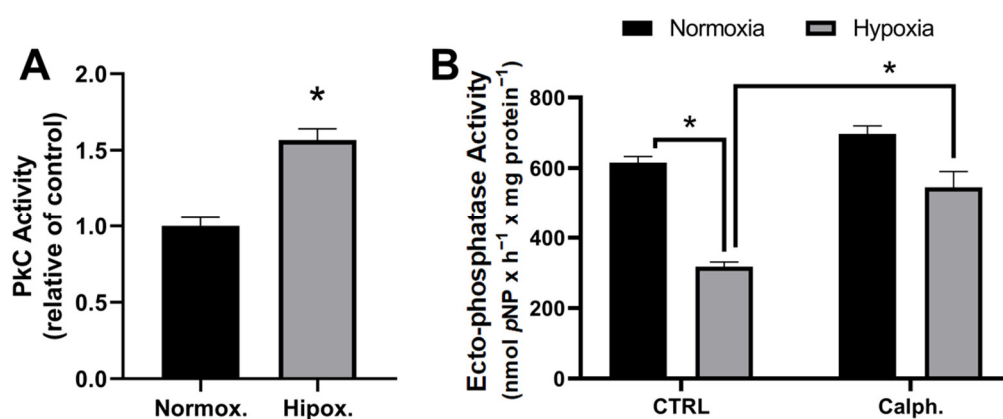 A
PkC Activity
(relative of control)
2.0
1.5
1.0
0.5
0.0
*
Normox.
Hipox.
Normoxia
Hypoxia
B
Ecto-phosphatase Activity
(nmol pNP x h⁻¹ x mg protein⁻¹)
800
600
400
200
0
*
*
CTRL
Calph.